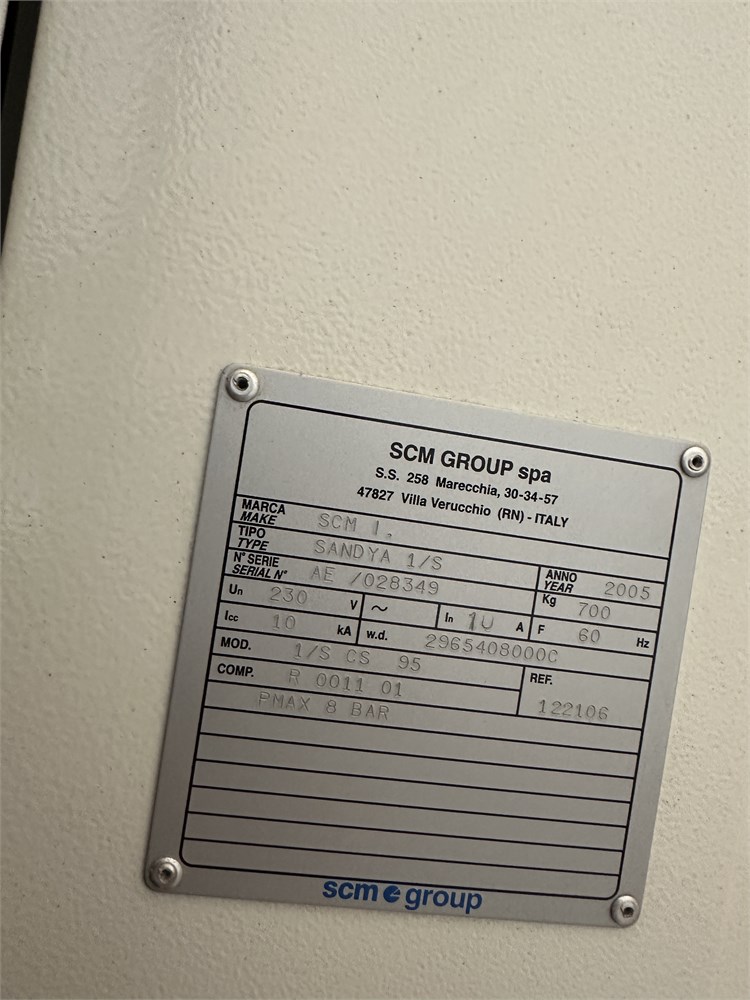 SCM GROUP spa
S.S. 258 Marecchia, 30-34-57
47827 Villa Verucchio (RN) - ITALY
MARCA
MAKE SCM I.
TIPO
TYPE SANDYA 1/S
N° SERIE
SERIAL N° AE /028349
ANNO
YEAR 2005
Un 230 V ~ In A
Kg 700
Icc 10 kA w.d. 2965408000C
F 60 Hz
MOD. 1/S CS 95
COMP. R 0011 01
REF. 122106
PMAX 8 BAR
scm group